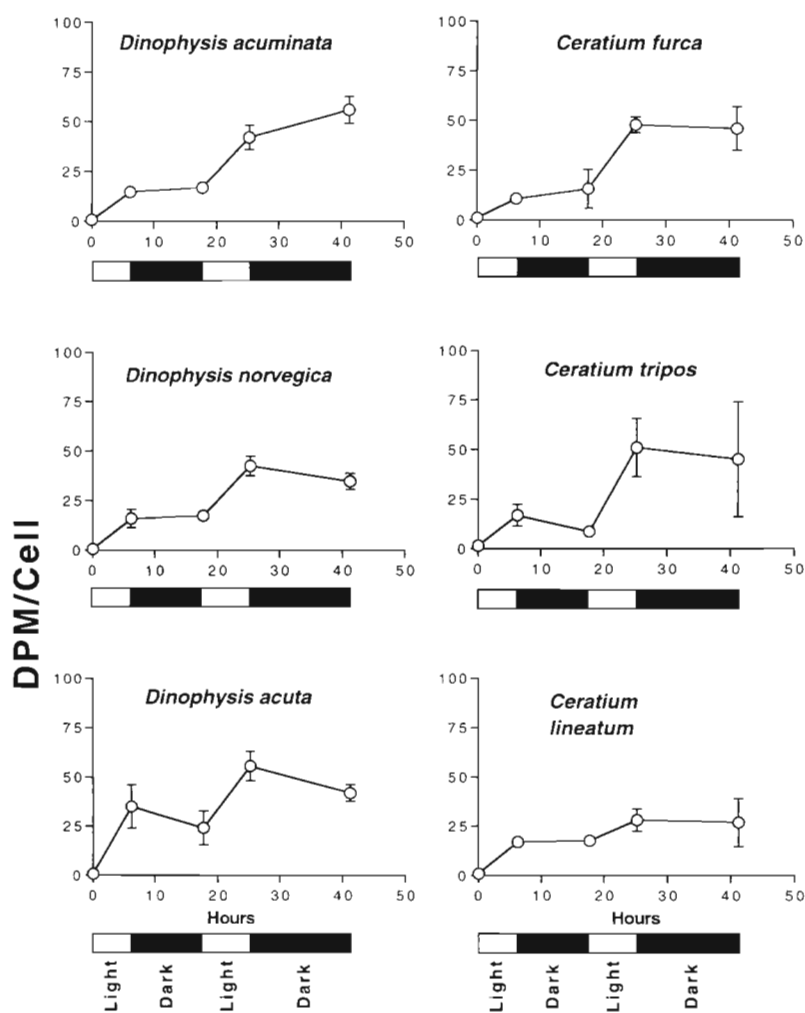 Dinophysis acuminata
100
75
50
25
0
0 10 20 30 40 50
Ceratium furca
100
75
50
25
0
0 10 20 30 40 50
Dinophysis norvegica
100
75
50
25
0
0 10 20 30 40 50
Ceratium tripos
100
75
50
25
0
0 10 20 30 40 50
DPM/Cell
Dinophysis acuta
100
75
50
25
0
0 10 20 30 40 50
Hours
Light Dark Light Dark
Ceratium
lineatum
100
75
50
25
0
0 10 20 30 40 50
Hours
Light Dark Light Dark